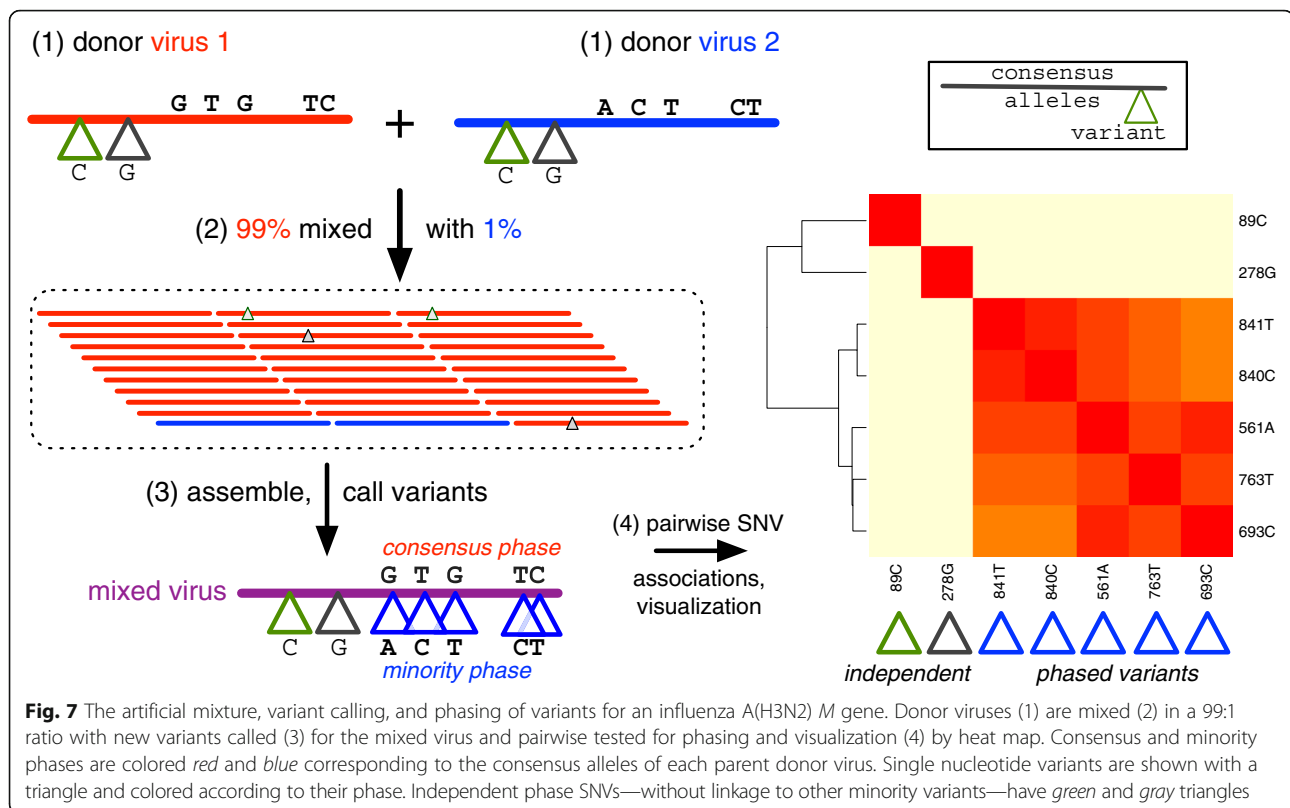 (1) donor virus 1
(1) donor virus 2
G T G TC
C G
+
A C T CT
C G
consensus
alleles
variant
(2) 99% mixed with 1%
(3) assemble, call variants
consensus phase
G T G TC
mixed virus
C G A C T CT
minority phase
(4) pairwise SNV
associations,
visualization
89C
278G
841T
840C
561A
763T
693C
89C 278G 841T 840C 561A 763T 693C
independent phased variants
Fig. 7 The artificial mixture, variant calling, and phasing of variants for an influenza A(H3N2) M gene. Donor viruses (1) are mixed (2) in a 99:1
ratio with new variants called (3) for the mixed virus and pairwise tested for phasing and visualization (4) by heat map. Consensus and minority
phases are colored red and blue corresponding to the consensus alleles of each parent donor virus. Single nucleotide variants are shown with a
triangle and colored according to their phase. Independent phase SNVs—without linkage to other minority variants—have green and gray triangles